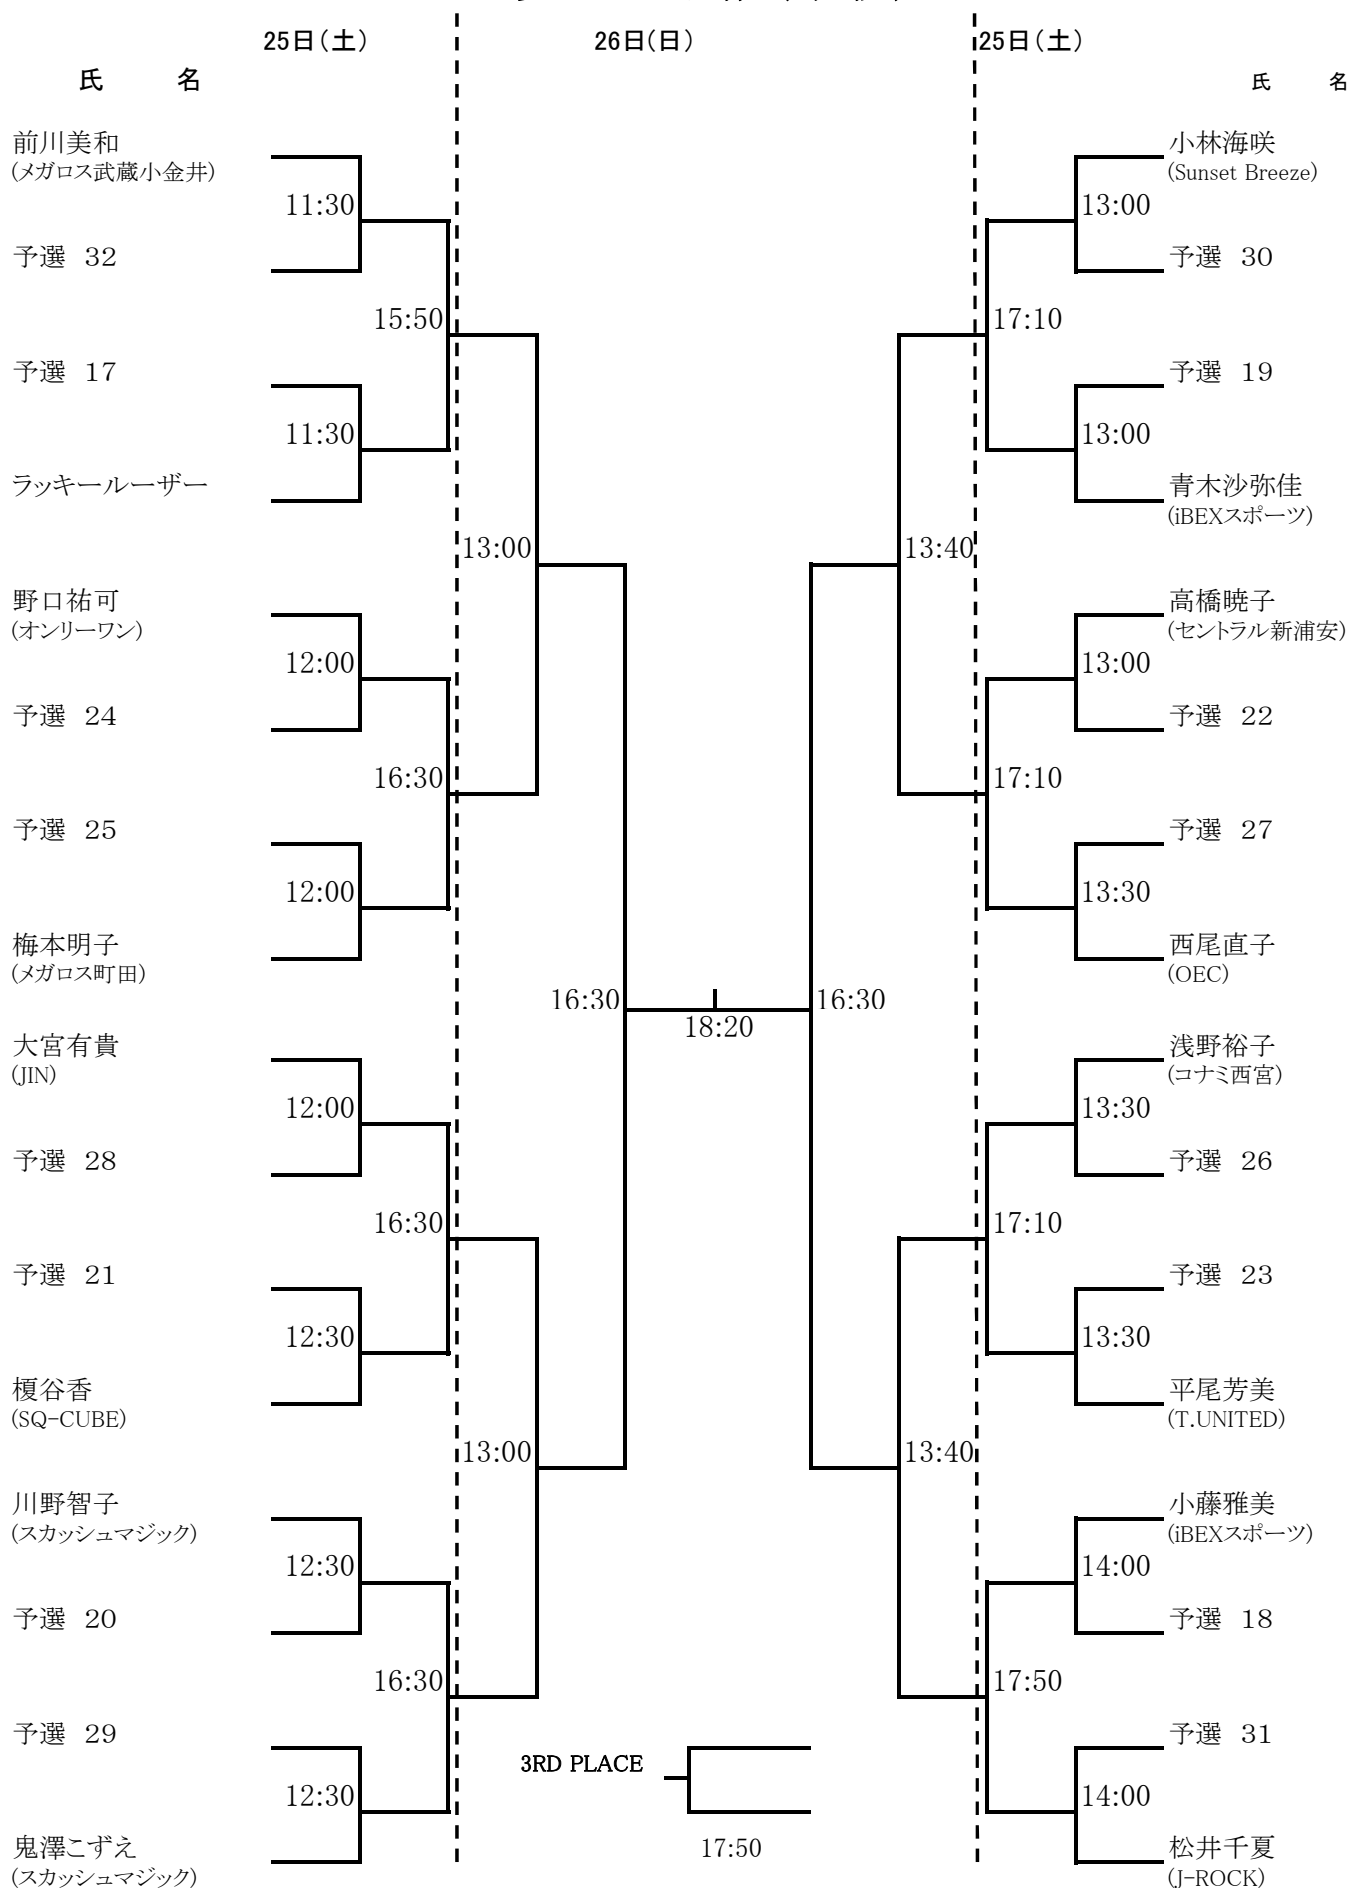 25日（土）
26日（日）
25日（土）
氏　名
氏　名
前川美和
(メガロス武蔵小金井)
11:30
予選 32
15:50
予選 17
11:30
ラッキールーザー
13:00
野口祐可
(オンリーワン)
12:00
予選 24
16:30
予選 25
12:00
梅本明子
(メガロス町田)
16:30
大宮有貴
(JIN)
12:00
予選 28
16:30
予選 21
12:30
榎谷香
(SQ-CUBE)
13:00
川野智子
(スカッシュマジック)
12:30
予選 20
16:30
予選 29
12:30
鬼澤こずえ
(スカッシュマジック)
18:20
3RD PLACE
17:50
小林海咲
(Sunset Breeze)
13:00
予選 30
17:10
予選 19
13:00
青木沙弥佳
(iBEXスポーツ)
13:40
高橋暁子
(セントラル新浦安)
13:00
予選 22
17:10
予選 27
13:30
西尾直子
(OEC)
16:30
浅野裕子
(コナミ西宮)
13:30
予選 26
17:10
予選 23
13:30
平尾芳美
(T.UNITED)
13:40
小藤雅美
(iBEXスポーツ)
14:00
予選 18
17:50
予選 31
14:00
松井千夏
(J-ROCK)